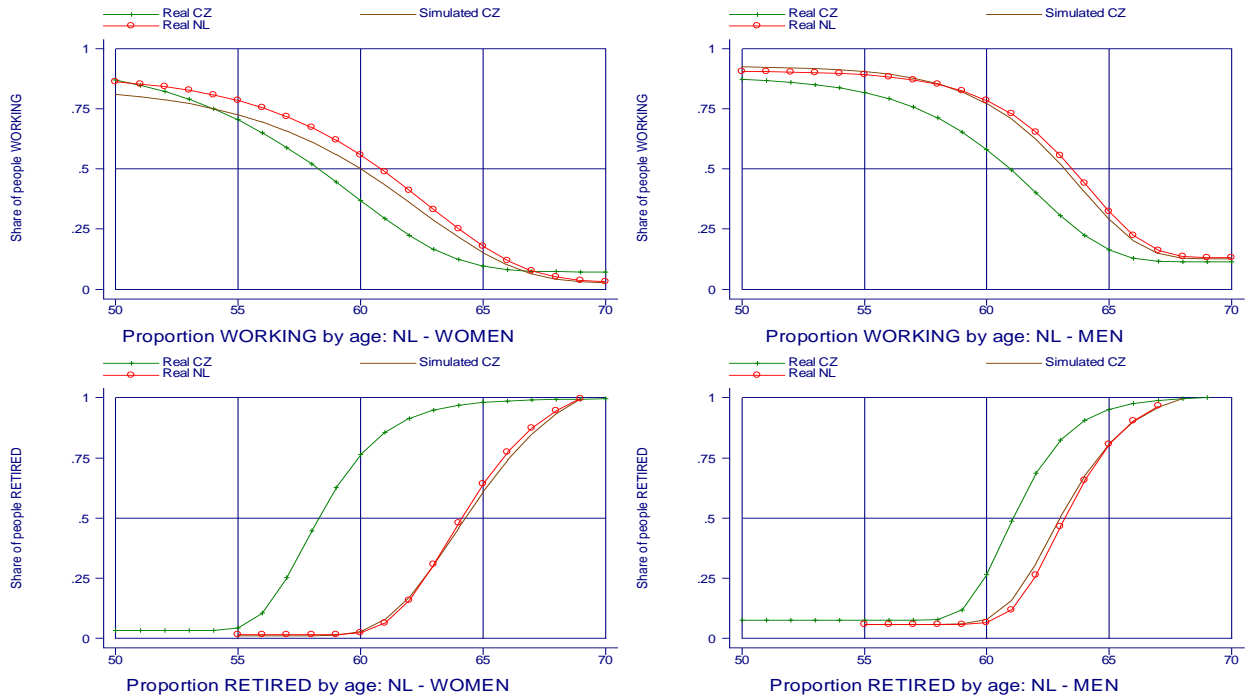 Real CZ
Simulated CZ
Real NL
Share of people WORKING
1
.75
.5
.25
0
50
55
60
65
70
Proportion WORKING by age: NL - WOMEN
Real CZ
Simulated CZ
Real NL
Share of people WORKING
1
.75
.5
.25
0
50
55
60
65
70
Proportion WORKING by age: NL - MEN
Real CZ
Simulated CZ
Real NL
Share of people RETIRED
1
.75
.5
.25
0
50
55
60
65
70
Proportion RETIRED by age: NL - WOMEN
Real CZ
Simulated CZ
Real NL
Share of people RETIRED
1
.75
.5
.25
0
50
55
60
65
70
Proportion RETIRED by age: NL - MEN